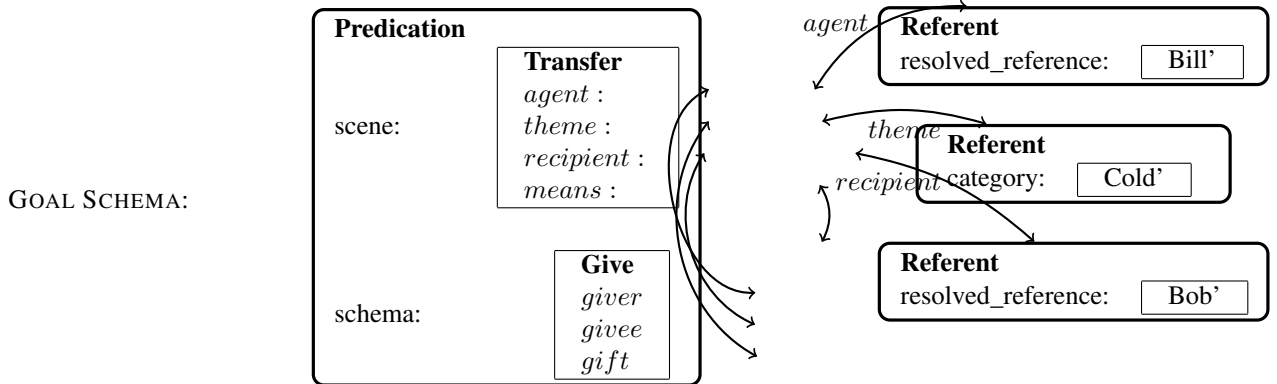 GOAL SCHEMA:
Predication
scene:
Transfer
agent :
theme :
recipient :
means :
schema:
Give
giver
givee
gift
agent
theme
recipient
Referent
resolved_reference: Bill’
Referent
category: Cold’
Referent
resolved_reference: Bob’